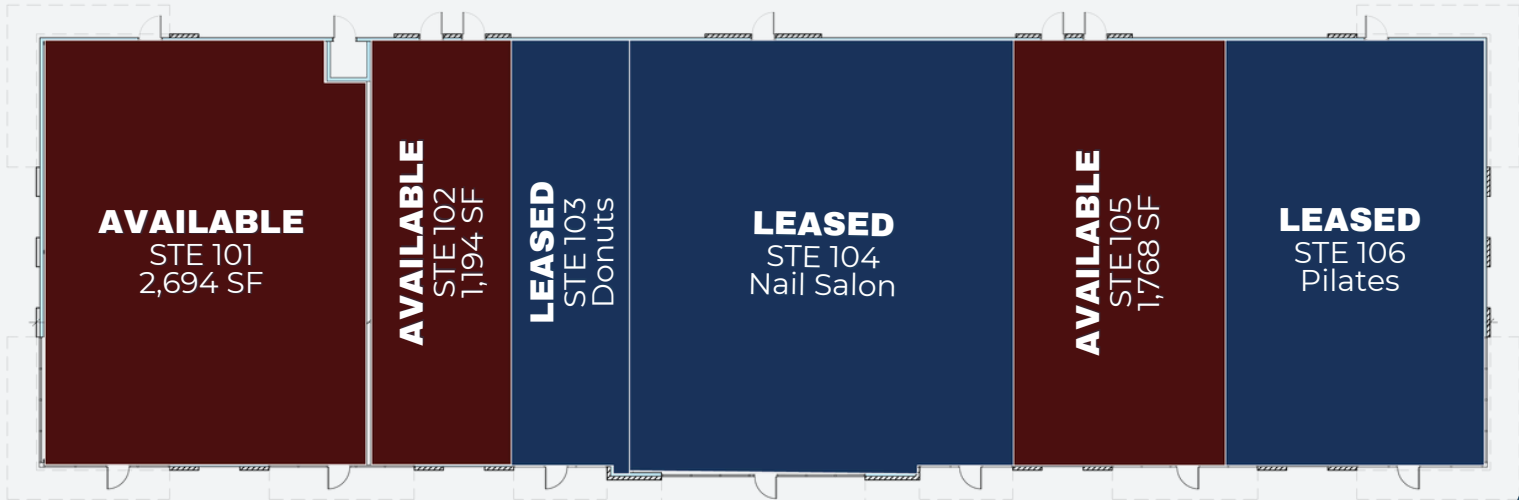 AVAILABLE
STE 101
2,694 SF
AVAILABLE
STE 102
1,194 SF
LEASED
STE 103
Donuts
LEASED
STE 104
Nail Salon
AVAILABLE
STE 105
1,768 SF
LEASED
STE 106
Pilates